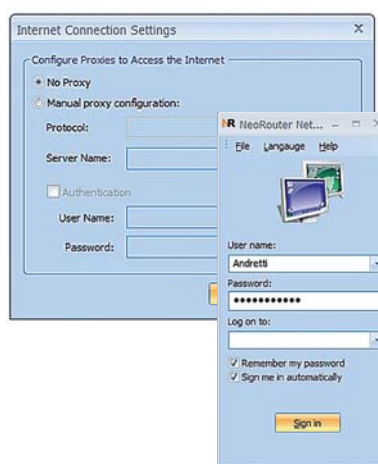 Internet Connection Settings
Configure Proxies to Access the Internet
No Proxy
Manual proxy configuration:
Protocol:
Server Name:
Authentication
User Name:
Password:
NR NeoRouter Net...
File Langauge Help
User name:
Andretti
Password:
•••••••••••
Log on to:
Remember my password
Sign me in automatically
Sign in